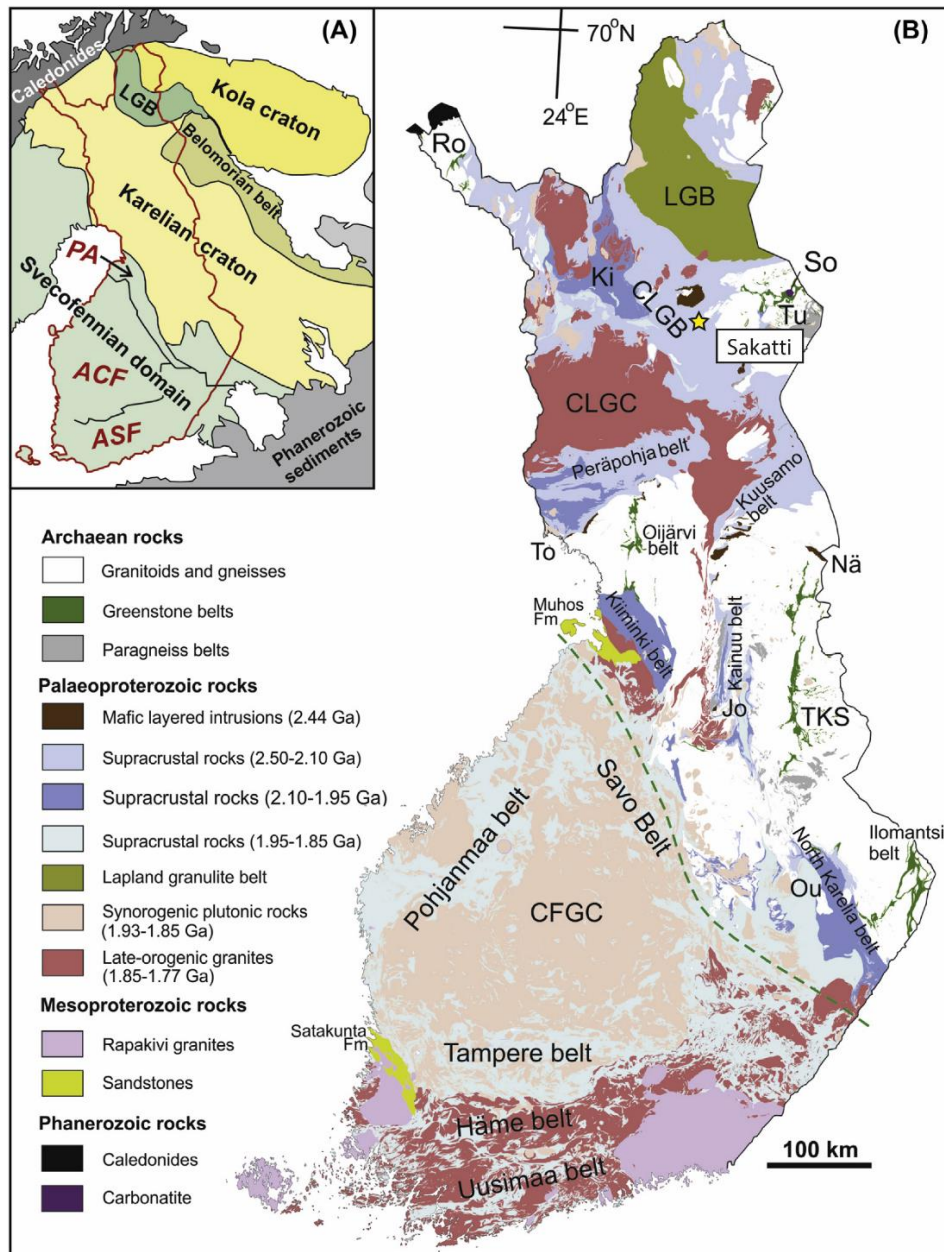 (A)
Caledonides
LGB
Kola craton
Belomorian belt
Karelian craton
PA
Svecofennian domain
ACF
ASF
Phanerozoic
sediments
(B)
70°N
24°E
Ro
LGB
Ki
CLGB
So
Tu
Sakatti
CLGC
Peräpohja belt
Kuusamo
belt
To
Oijärvi
belt
Nä
Muhos
Fm
Kiiminki belt
Kainuu belt
Jo
TKS
Savo Belt
Pohjanmaa belt
CFGC
Ilomantsi
belt
Ou
North Karelia belt
Satakunta
Fm
Tampere belt
Häme belt
Uusimaa belt
100 km
Archaean rocks
Granitoids and gneisses
Greenstone belts
Paragneiss belts
Palaeoproterozoic rocks
Mafic layered intrusions (2.44 Ga)
Supracrustal rocks (2.50-2.10 Ga)
Supracrustal rocks (2.10-1.95 Ga)
Supracrustal rocks (1.95-1.85 Ga)
Lapland granulite belt
Synorogenic plutonic rocks
(1.93-1.85 Ga)
Late-orogenic granites
(1.85-1.77 Ga)
Mesoproterozoic rocks
Rapakivi granites
Sandstones
Phanerozoic rocks
Caledonides
Carbonatite